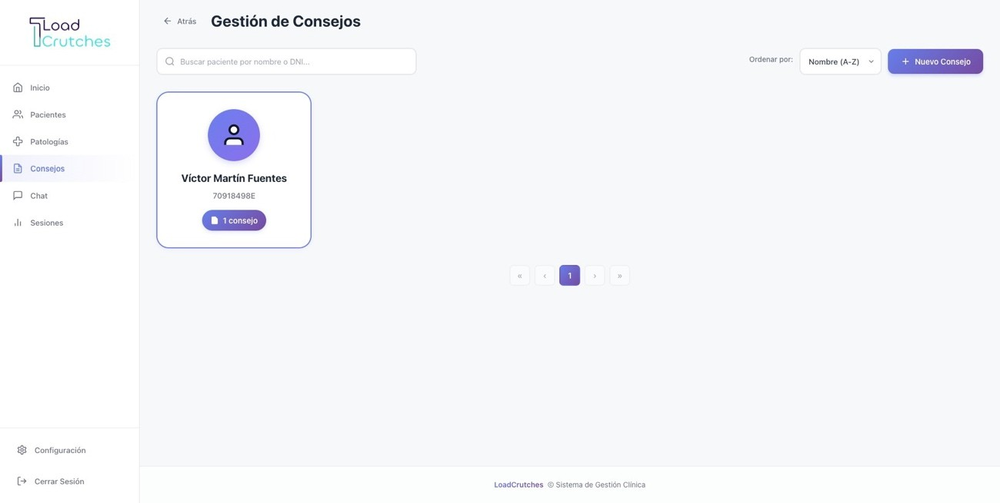 Load
Crutches
← Atrás
Gestión de Consejos
Buscar paciente por nombre o DNI...
Ordenar por:
Nombre (A-Z)
+ Nuevo Consejo
Inicio
Pacientes
Patologías
Consejos
Chat
Sesiones
Víctor Martín Fuentes
70918498E
1 consejo
« ‹ 1 › »
Configuración
Cerrar Sesión
LoadCrutches © Sistema de Gestión Clínica